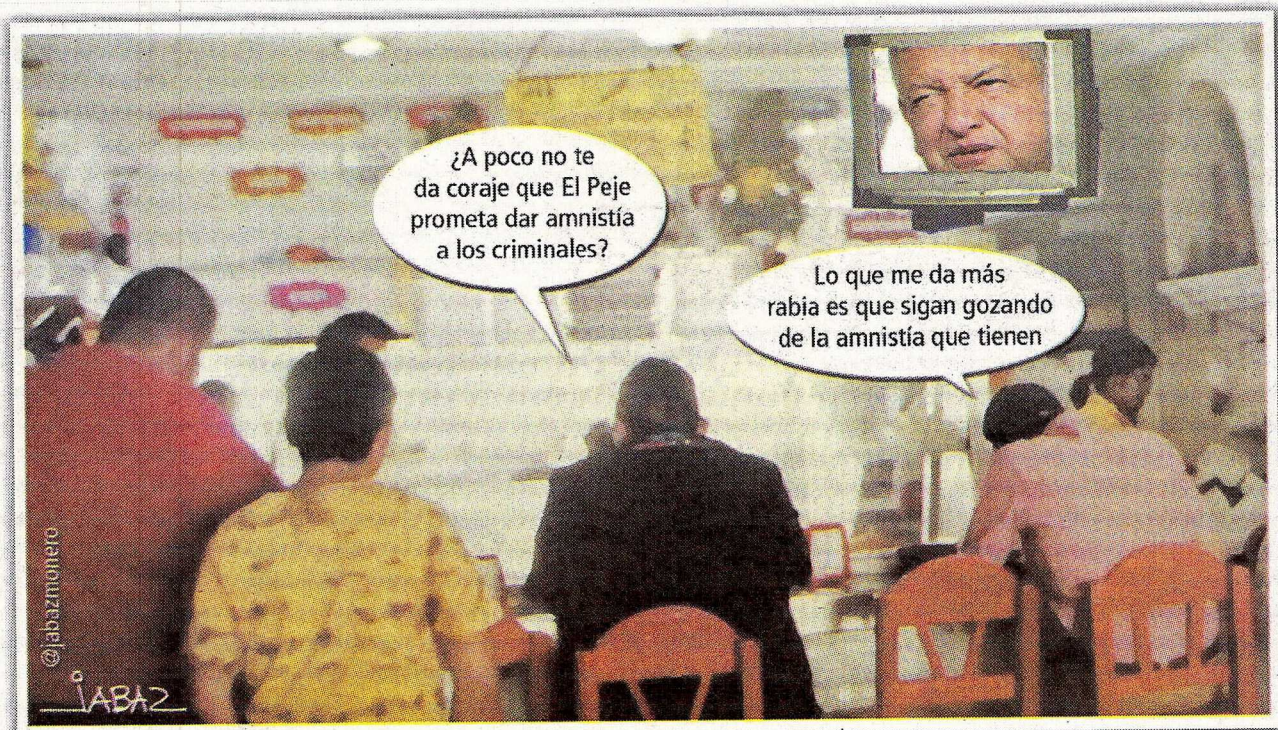 ¿A poco no te
da coraje que El Peje
prometa dar amnistía
a los criminales?
Lo que me da más
rabia es que sigan gozando
de la amnistía que tienen
@jabazmonero
JABAZ